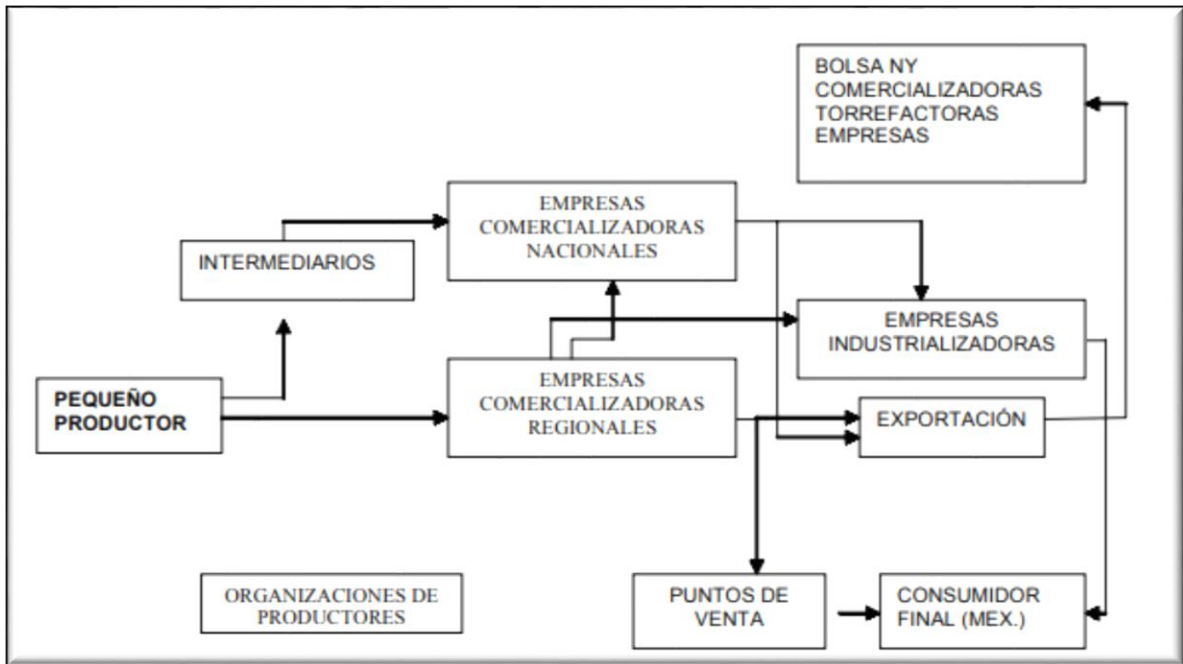 BOLSA NY
COMERCIALIZADORAS
TORREFACTORAS
EMPRESAS
EMPRESAS
COMERCIALIZADORAS
NACIONALES
INTERMEDIARIOS
EMPRESAS
INDUSTRIALIZADORAS
EMPRESAS
COMERCIALIZADORAS
REGIONALES
PEQUEÑO
PRODUCTOR
EXPORTACIÓN
ORGANIZACIONES DE
PRODUCTORES
PUNTOS DE
VENTA
CONSUMIDOR
FINAL (MEX.)